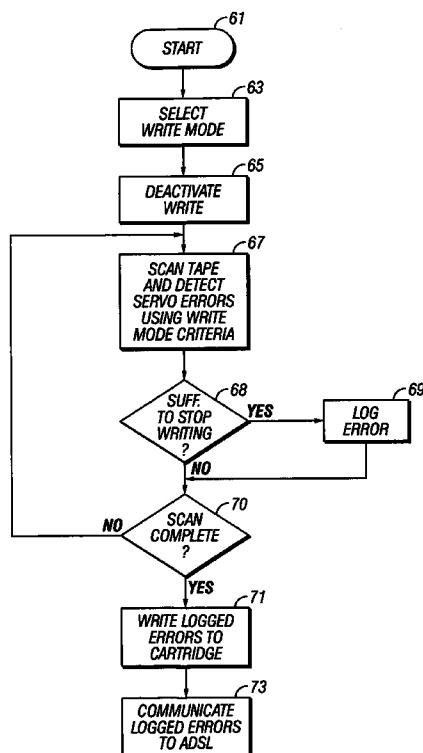 61
START
63
SELECT
WRITE MODE
65
DEACTIVATE
WRITE
67
SCAN TAPE
AND DETECT
SERVO ERRORS
USING WRITE
MODE CRITERIA
68
SUFF.
TO STOP
WRITING
?
YES
69
LOG
ERROR
NO
70
SCAN
COMPLETE
?
NO
YES
71
WRITE LOGGED
ERRORS TO
CARTRIDGE
73
COMMUNICATE
LOGGED ERRORS
TO ADSL